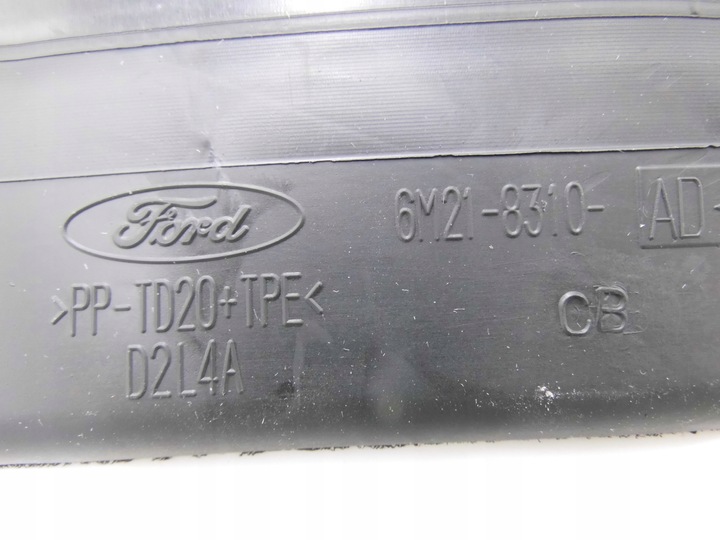 Ford
6M21-8310- AD
>PP-TD20+TPE<
CB
D2L4A